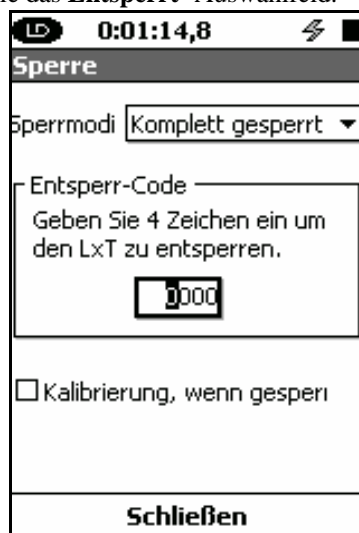 das Entsperrt Auswahlfeld.
LD 0:01:14,8
Sperre
Sperrmodi Komplett gesperrt
Entsperr-Code
Geben Sie 4 Zeichen ein um
den LxT zu entsperren.
0000
Kalibrierung, wenn gesperr
Schließen